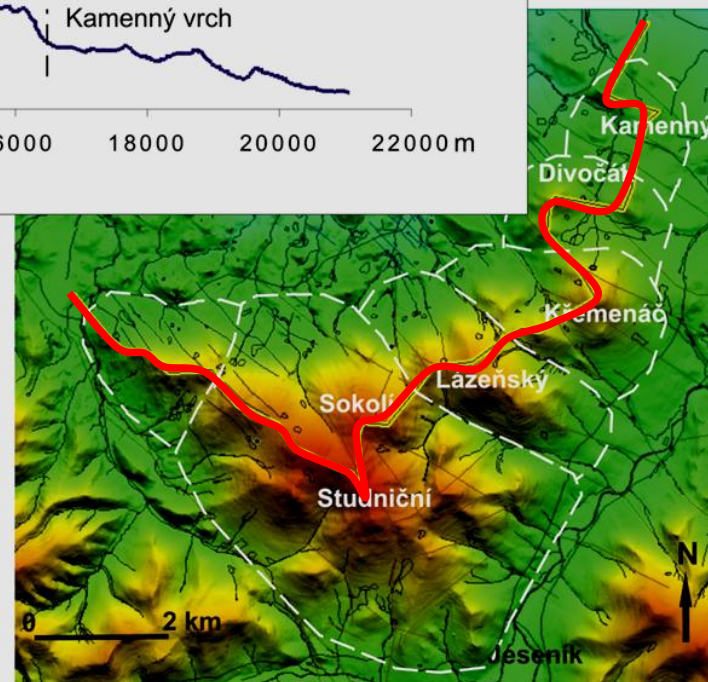 Kamenný vrch
6000 18000 20000 22000 m
Kamenný
Divočák
Křemenáč
Lázeňský
Sokolí
Studniční
N
0 2 km
Jeseník